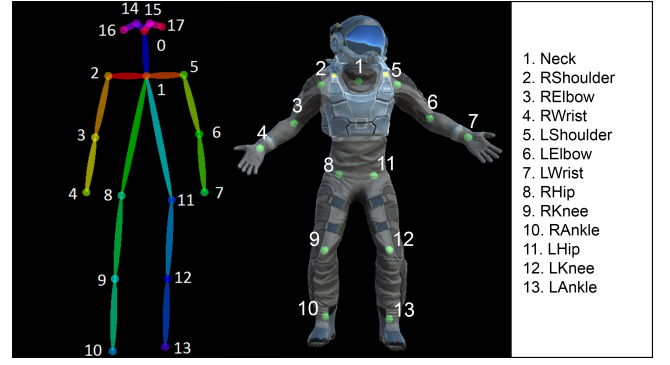 14 15
16 17
0
2 5
1
3 6
4 7
8 11
9 12
10 13
1
2 5
3 6
4 7
8 11
9 12
10 13
1. Neck
2. RShoulder
3. RElbow
4. RWrist
5. LShoulder
6. LElbow
7. LWrist
8. RHip
9. RKnee
10. RAnkle
11. LHip
12. LKnee
13. LAnkle